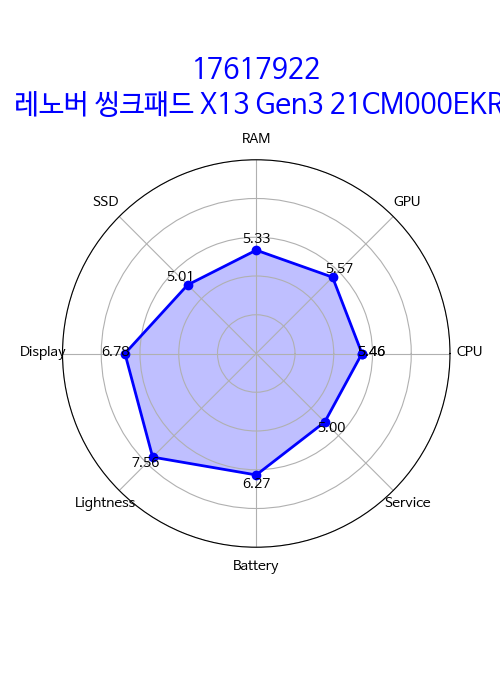 17617922
레노버 씽크패드 X13 Gen3 21CM000EKR
RAM
SSD
GPU
5.33
5.01
5.57
Display
6.78
5.46
CPU
7.56
5.00
6.27
Lightness
Service
Battery